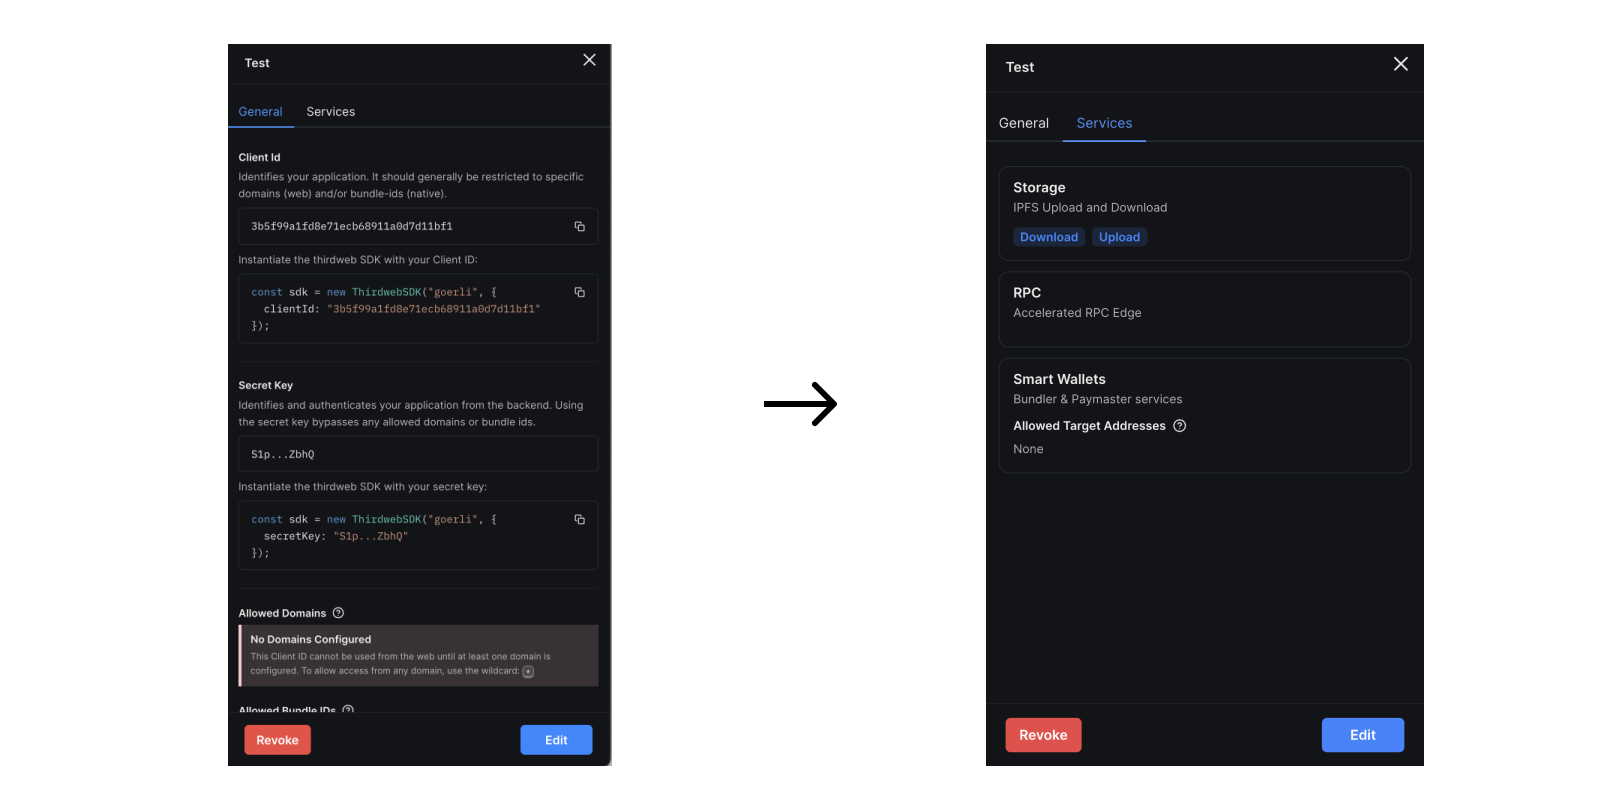 Test
General Services
Client Id
Identifies your application. It should generally be restricted to specific
domains (web) and/or bundle-ids (native).
3b5f99a1fd8e71ecb68911a0d7d11bf1
Instantiate the thirdweb SDK with your Client ID:
const sdk = new ThirdwebSDK("goerli", {
  clientId: "3b5f99a1fd8e71ecb68911a0d7d11bf1"
});
Secret Key
Identifies and authenticates your application from the backend. Using
the secret key bypasses any allowed domains or bundle ids.
S1p...ZbhQ
Instantiate the thirdweb SDK with your secret key:
const sdk = new ThirdwebSDK("goerli", {
  secretKey: "S1p...ZbhQ"
});
Allowed Domains
No Domains Configured
This Client ID cannot be used from the web until at least one domain is
configured. To allow access from any domain, use the wildcard: *
Allowed Bundle IDs
Revoke Edit
Test
General Services
Storage
IPFS Upload and Download
Download Upload
RPC
Accelerated RPC Edge
Smart Wallets
Bundler & Paymaster services
Allowed Target Addresses
None
Revoke Edit